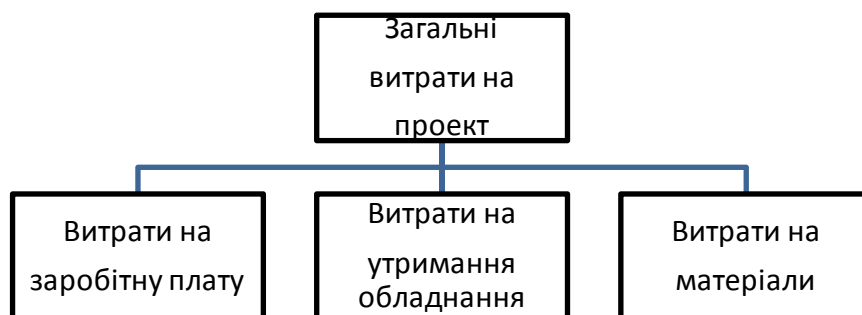 Загальні
витрати на
проект
Витрати на
заробітну плату
Витрати на
утримання
обладнання
Витрати на
матеріали